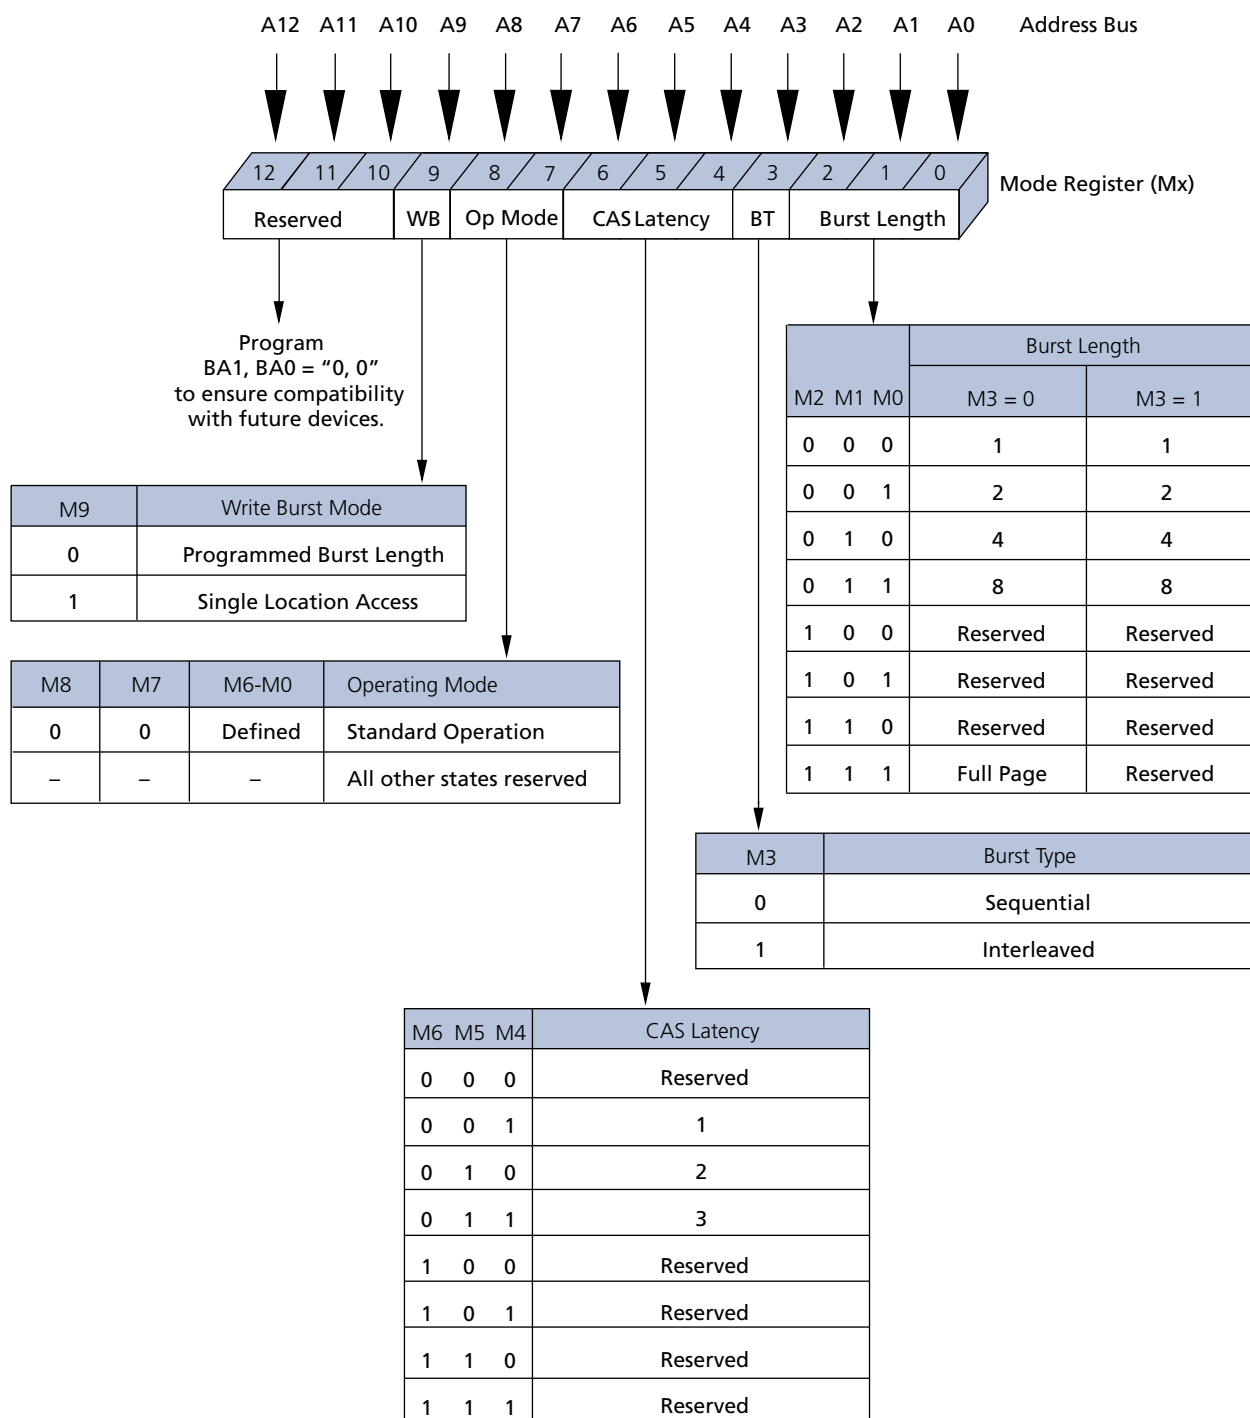 A12 A11 A10 A9 A8 A7 A6 A5 A4 A3 A2 A1 A0 Address Bus
12 11 10 9 8 7 6 5 4 3 2 1 0
Mode Register (Mx)
Reserved WB Op Mode CAS Latency BT Burst Length
Program
BA1, BA0 = “0, 0”
to ensure compatibility
with future devices.
Burst Length
M2 M1 M0 M3 = 0 M3 = 1
0 0 0 1 1
0 0 1 2 2
0 1 0 4 4
0 1 1 8 8
1 0 0 Reserved Reserved
1 0 1 Reserved Reserved
1 1 0 Reserved Reserved
1 1 1 Full Page Reserved
M9 Write Burst Mode
0 Programmed Burst Length
1 Single Location Access
M8 M7 M6-M0 Operating Mode
0 0 Defined Standard Operation
– – – All other states reserved
M3 Burst Type
0 Sequential
1 Interleaved
M6 M5 M4 CAS Latency
0 0 0 Reserved
0 0 1 1
0 1 0 2
0 1 1 3
1 0 0 Reserved
1 0 1 Reserved
1 1 0 Reserved
1 1 1 Reserved